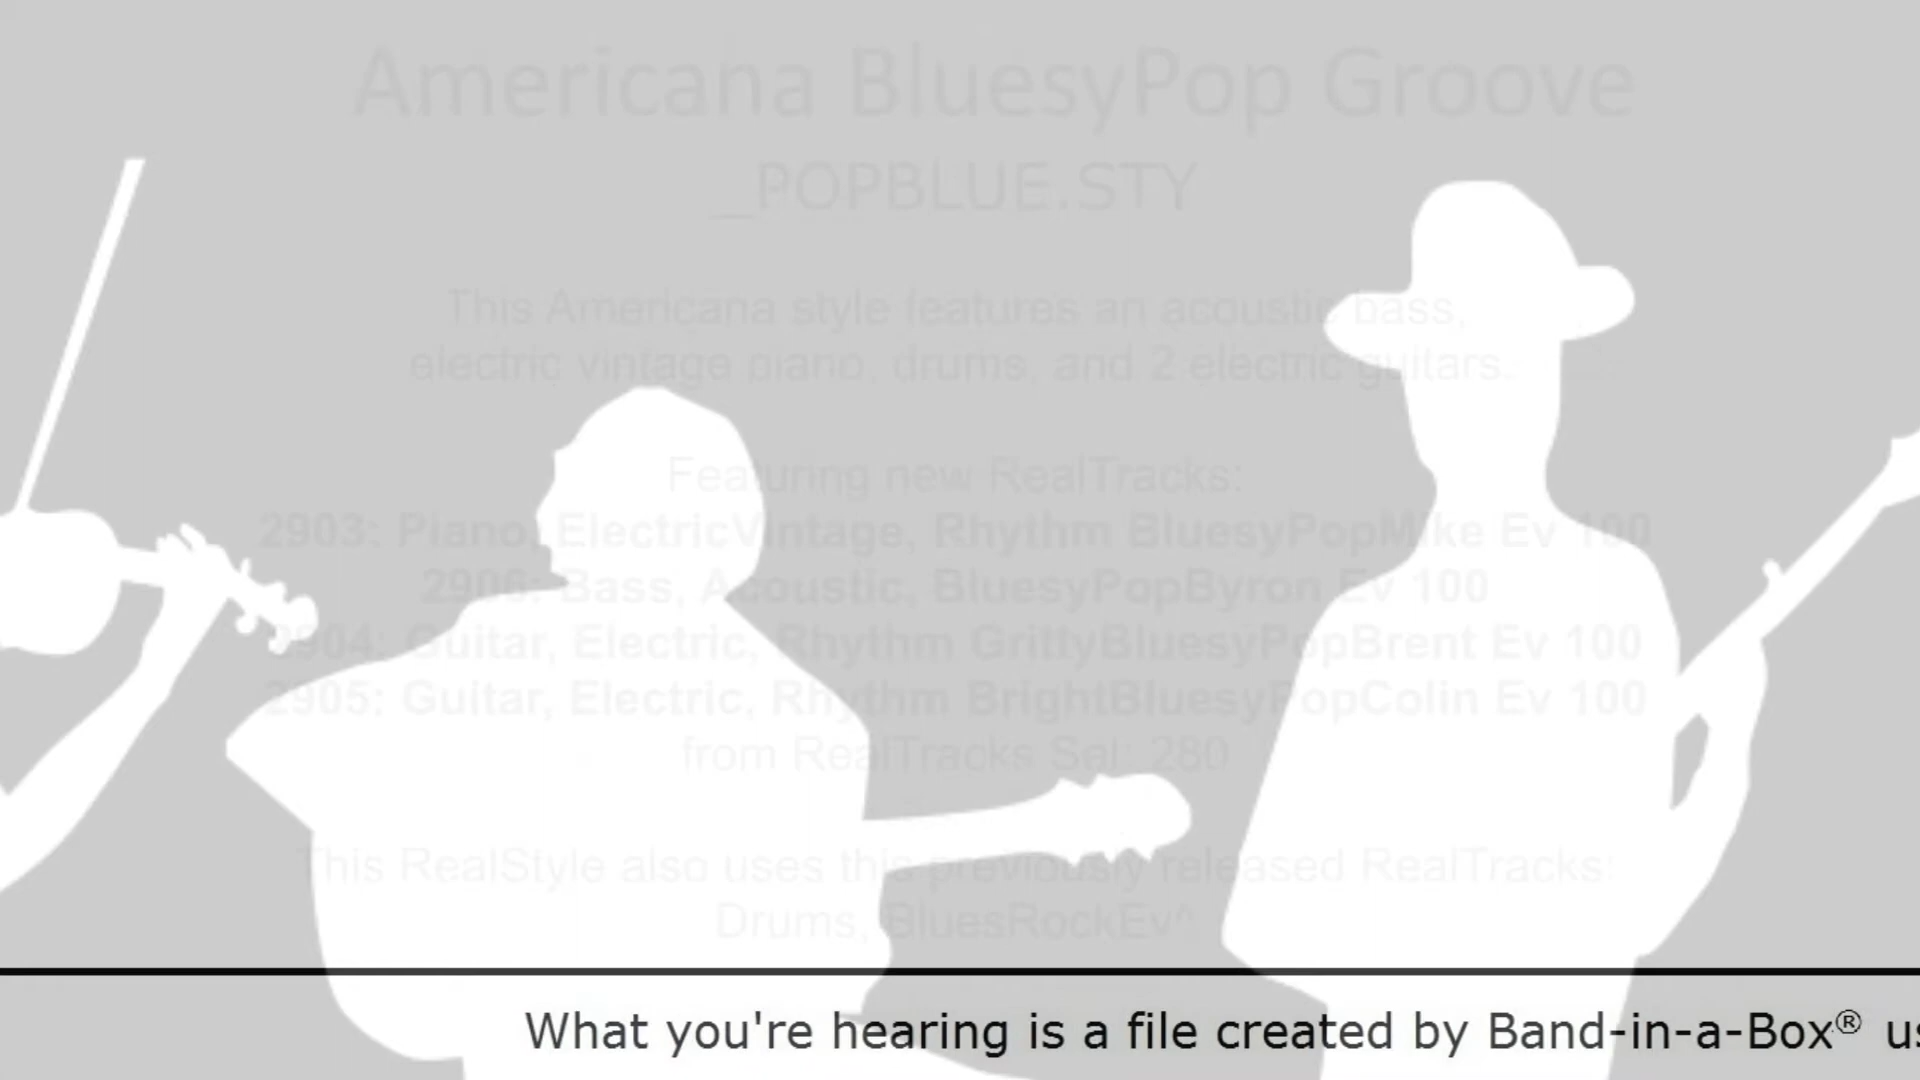 Americana BluesyPop Groove
_POPBLUE.STY
This Americana style features an acoustic bass,
electric vintage piano, drums, and 2 electric guitars.
Featuring new RealTracks:
2903: Piano, ElectricVintage, Rhythm BluesyPopMike Ev 100
2906: Bass, Acoustic, BluesyPopByron Ev 100
2904: Guitar, Electric, Rhythm GrittyBluesyPopBrent Ev 100
2905: Guitar, Electric, Rhythm BrightBluesyPopColin Ev 100
from RealTracks Set: 280
This RealStyle also uses this previously released RealTracks:
Drums, BluesRockEv^
What you're hearing is a file created by Band-in-a-Box® us